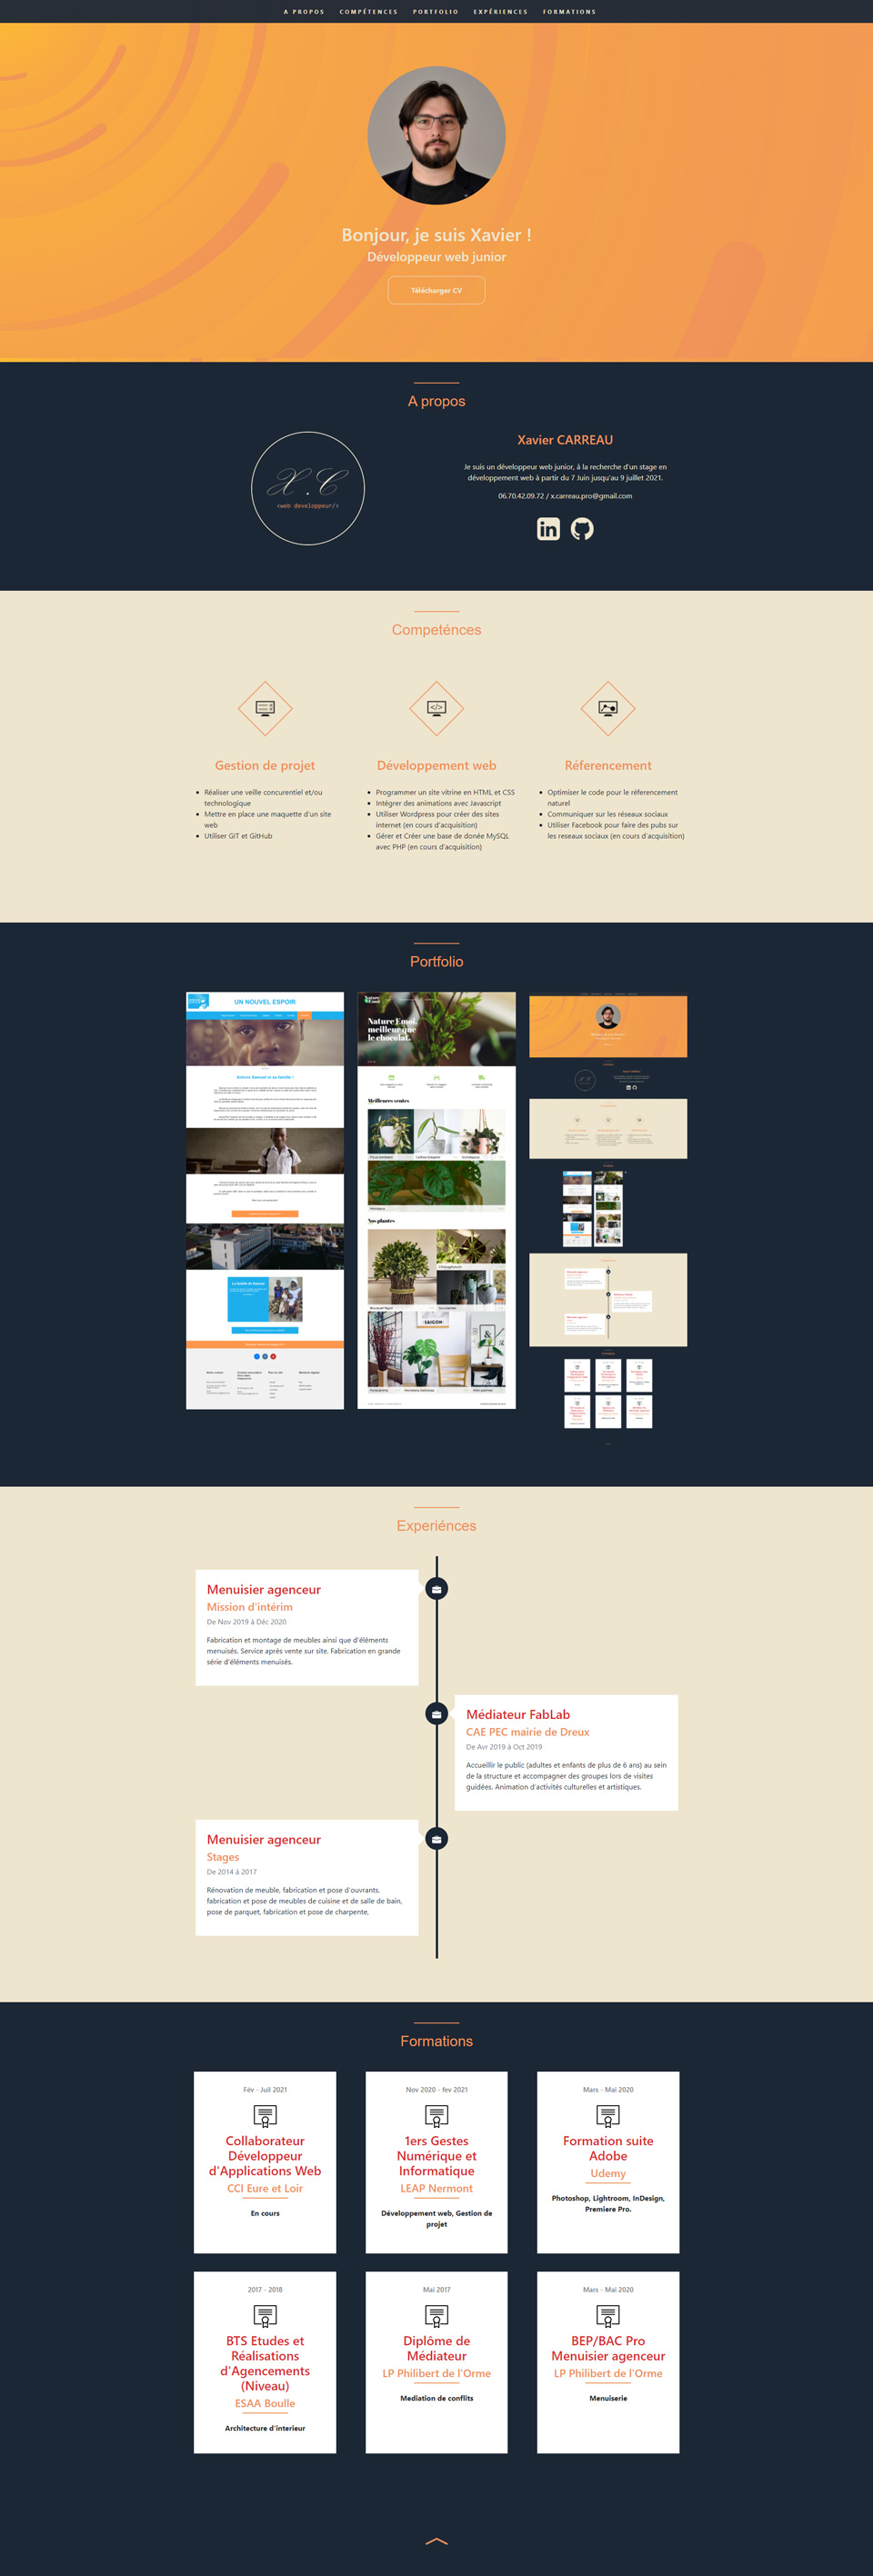 A PROPOS COMPÉTENCES PORTFOLIO EXPÉRIENCES FORMATIONS
Bonjour, je suis Xavier !
Développeur web junior
Télécharger CV
A propos
X.C
<web developpeur/>
Xavier CARREAU
Je suis un développeur web junior, à la recherche d'un stage en
développement web à partir du 7 Juin jusqu'au 9 juillet 2021.
06.70.42.09.72 / x.carreau.pro@gmail.com
Competénces
Gestion de projet
Réaliser une veille concurentiel et/ou
technologique
Mettre en place une maquette d'un site
web
Utiliser GIT et GitHub
Développement web
Programmer un site vitrine en HTML et CSS
Intégrer des animations avec Javascript
Utiliser Wordpress pour créer des sites
internet (en cours d'acquisition)
Gérer et Créer une base de donée MySQL
avec PHP (en cours d'acquisition)
Réferencement
Optimiser le code pour le réferencement
naturel
Communiquer sur les réseaux sociaux
Utiliser Facebook pour faire des pubs sur
les reseaux sociaux (en cours d'acquisition)
Portfolio
UN NOUVEL ESPOIR
Nature Emoi,
meilleur que
le chocolat.
Meilleures ventes
Nos plantes
SAIGON
Experiénces
Menuisier agenceur
Mission d'intérim
De Nov 2019 à Déc 2020
Fabrication et montage de meubles ainsi que d'éléments
menuisés. Service aprés vente sur site. Fabrication en grande
série d'éléments menuisés.
Médiateur FabLab
CAE PEC mairie de Dreux
De Avr 2019 à Oct 2019
Accueillir le public (adultes et enfants de plus de 6 ans) au sein
de la structure et accompagner des groupes lors de visites
guidées. Animation d'activités culturelles et artistiques.
Menuisier agenceur
Stages
De 2014 à 2017
Rénovation de meuble, fabrication et pose d'ouvrants,
fabrication et pose de meubles de cuisine et de salle de bain,
pose de parquet, fabrication et pose de charpente,
Formations
Fév - Juil 2021
Collaborateur
Développeur
d'Applications Web
CCI Eure et Loir
En cours
Nov 2020 - fev 2021
1ers Gestes
Numérique et
Informatique
LEAP Nermont
Développement web, Gestion de
projet
Mars - Mai 2020
Formation suite
Adobe
Udemy
Photoshop, Lightroom, InDesign,
Premiere Pro.
2017 - 2018
BTS Etudes et
Réalisations
d'Agencements
(Niveau)
ESAA Boulle
Architecture d'interieur
Mai 2017
Diplôme de
Médiateur
LP Philibert de l'Orme
Mediation de conflits
Mars - Mai 2020
BEP/BAC Pro
Menuisier agenceur
LP Philibert de l'Orme
Menuiserie